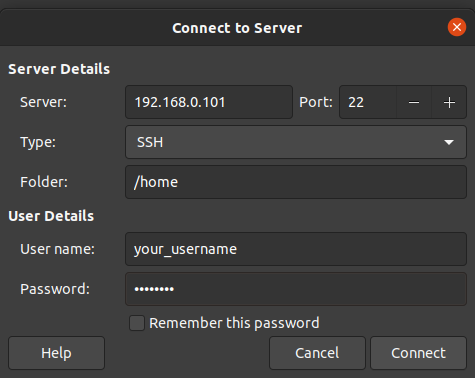 Connect to Server
Server Details
Server: 192.168.0.101 Port: 22 − +
Type: SSH
Folder: /home
User Details
User name: your_username
Password: ••••••••
Remember this password
Help Cancel Connect